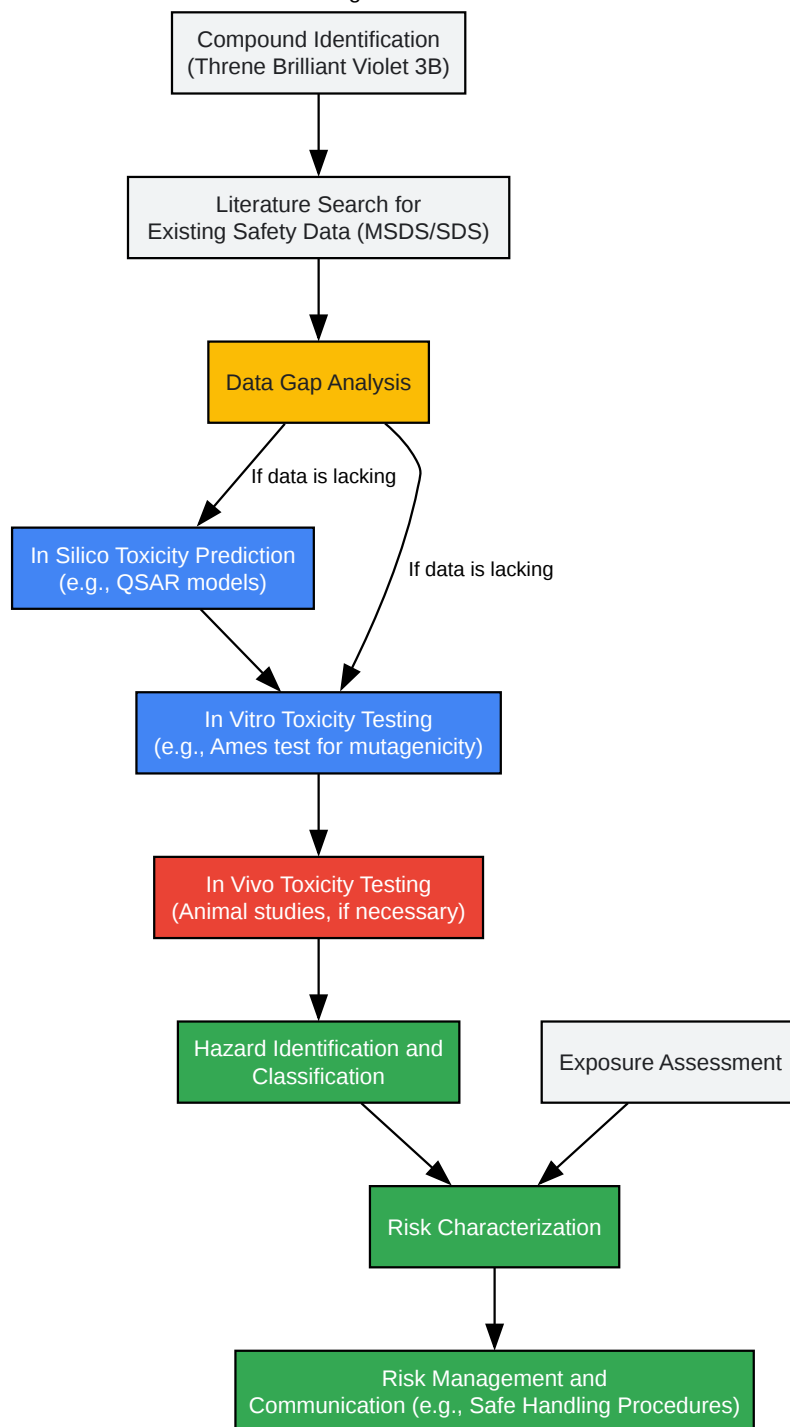 Compound Identification
(Threne Brilliant Violet 3B)
Literature Search for
Existing Safety Data (MSDS/SDS)
Data Gap Analysis
If data is lacking
In Silico Toxicity Prediction
(e.g., QSAR models)
If data is lacking
In Vitro Toxicity Testing
(e.g., Ames test for mutagenicity)
In Vivo Toxicity Testing
(Animal studies, if necessary)
Hazard Identification and
Classification
Exposure Assessment
Risk Characterization
Risk Management and
Communication (e.g., Safe Handling Procedures)